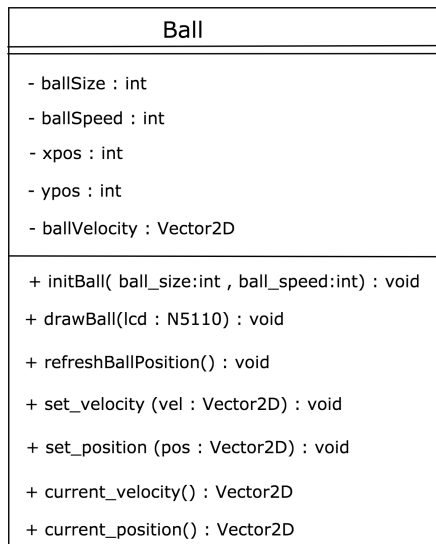 Ball
- ballSize : int
- ballSpeed : int
- xpos : int
- ypos : int
- ballVelocity : Vector2D
+ initBall( ball_size:int , ball_speed:int) : void
+ drawBall(lcd : N5110) : void
+ refreshBallPosition() : void
+ set_velocity (vel : Vector2D) : void
+ set_position (pos : Vector2D) : void
+ current_velocity() : Vector2D
+ current_position() : Vector2D